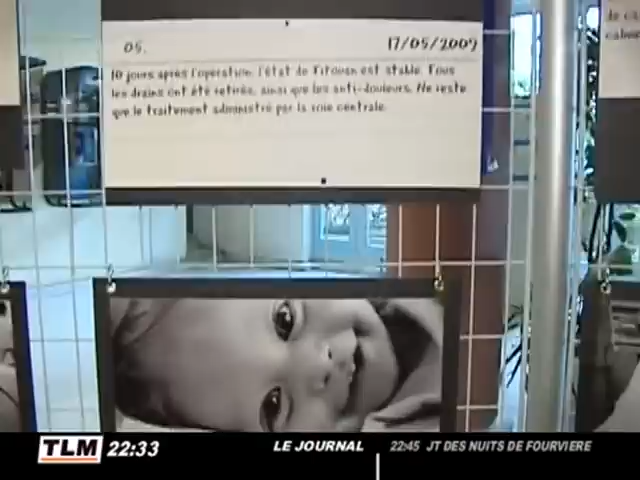 05. 17/05/2009
10 jours après l'opération, l'état de est stable. Tous
les drains ont été retirés, ainsi que les anti-douleurs. Ne reste
que le traitement administré par la voie centrale.
de ca
TLM 22:33 LE JOURNAL 22:45 JT DES NUITS DE FOURVIERE